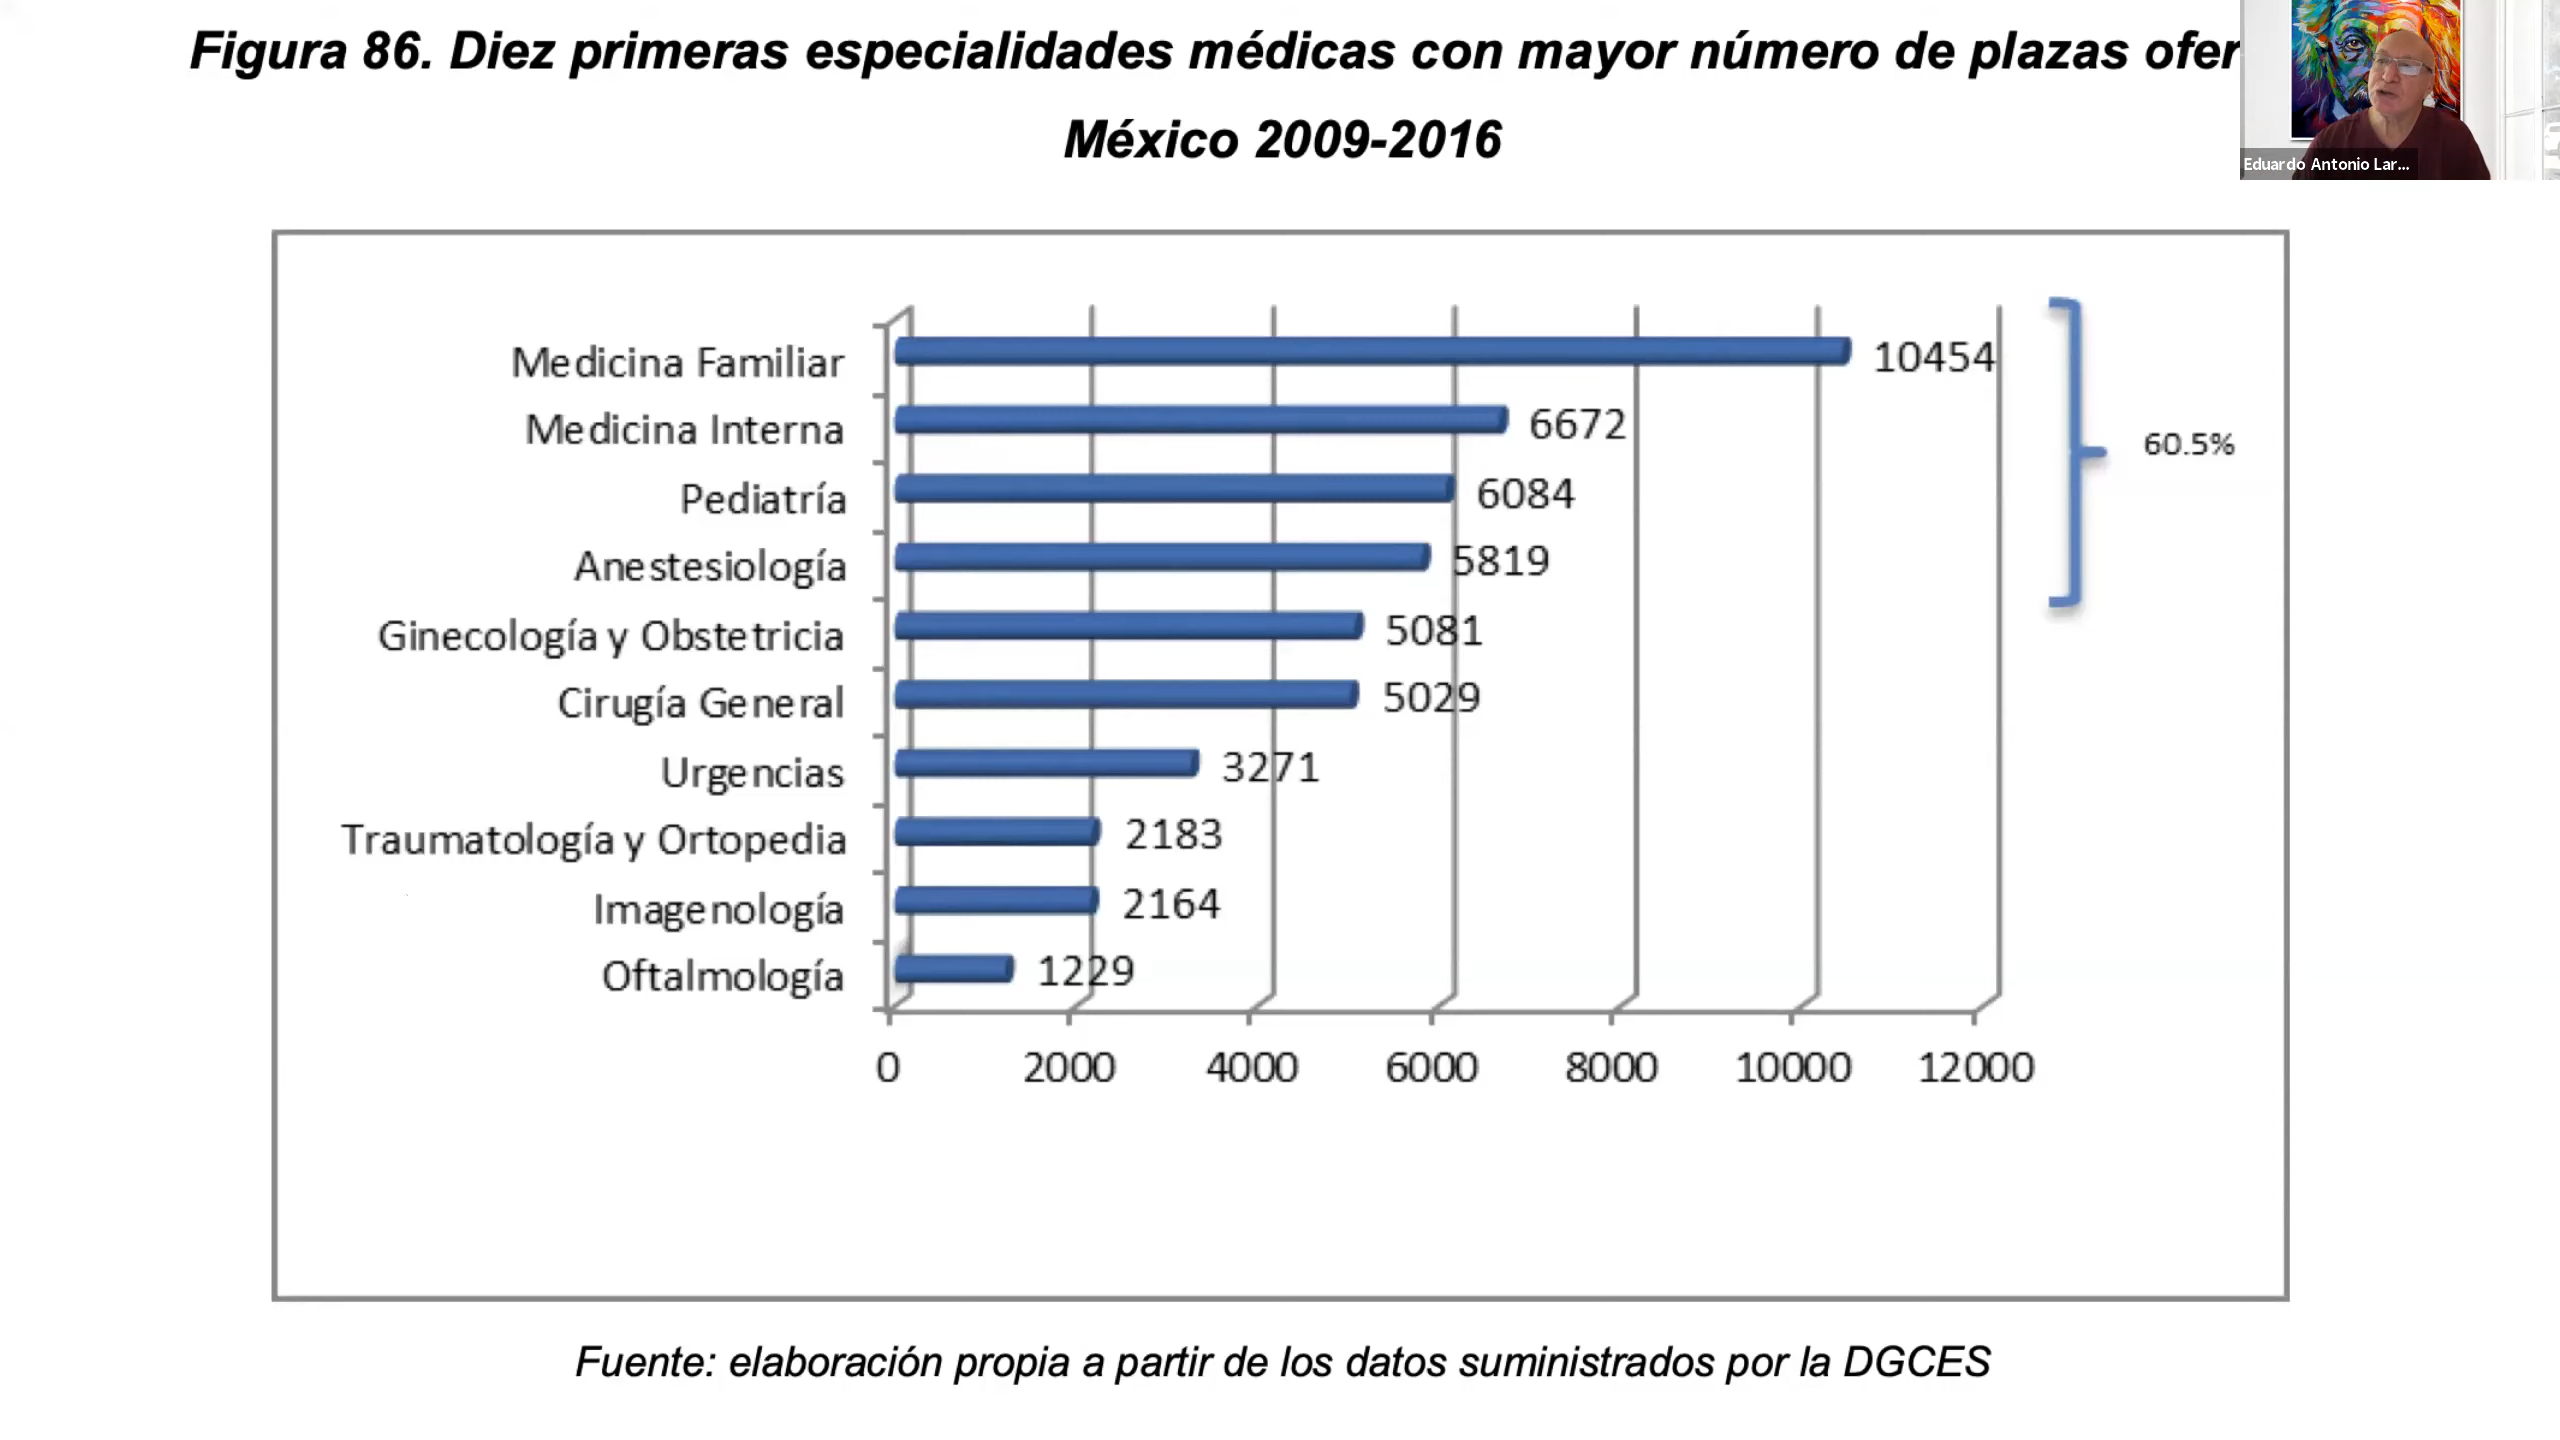 Figura 86. Diez primeras especialidades médicas con mayor número de plazas ofer
México 2009-2016
Eduardo Antonio Lar...
Medicina Familiar 10454
Medicina Interna 6672
60.5%
Pediatría 6084
Anestesiología 5819
Ginecología y Obstetricia 5081
Cirugía General 5029
Urgencias 3271
Traumatología y Ortopedia 2183
Imagenología 2164
Oftalmología 1229
0 2000 4000 6000 8000 10000 12000
Fuente: elaboración propia a partir de los datos suministrados por la DGCES